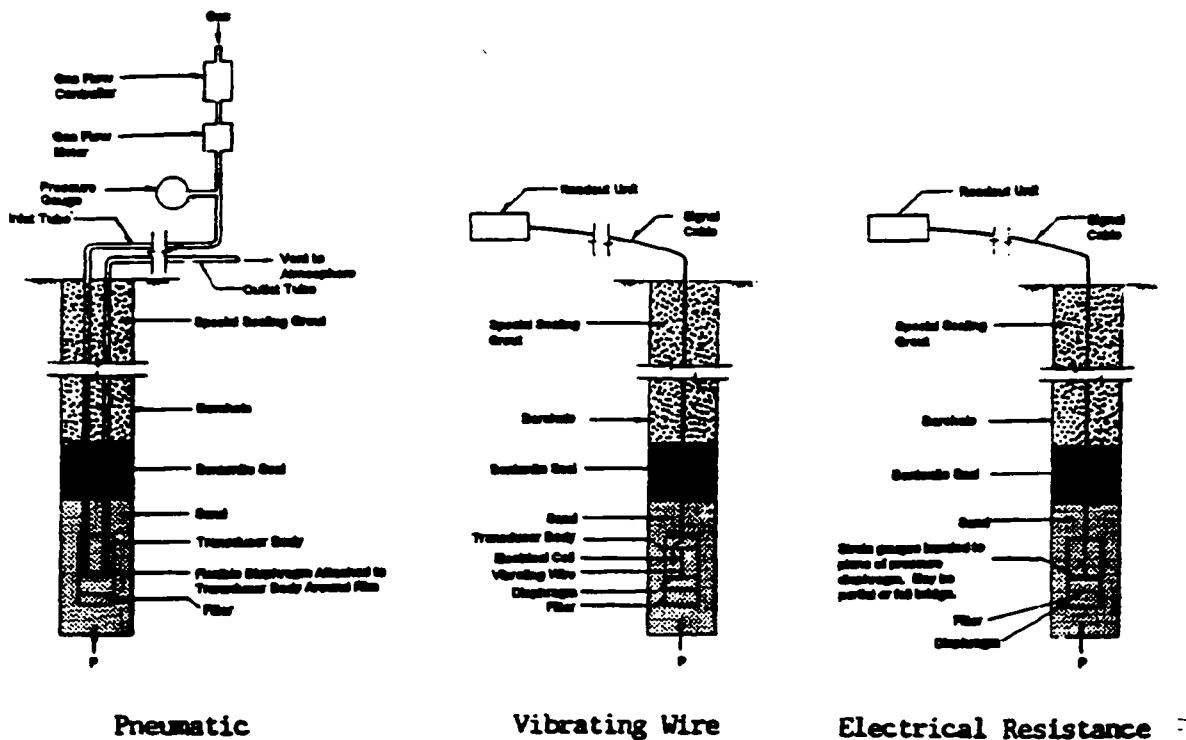 Gas
Gas Flow
Controller
Gas Flow
Meter
Pressure
Gauge
Inlet Tube
Vent to
Atmosphere
Outlet Tube
Special Sealing Grout
Borehole
Bentonite Seal
Sand
Transducer Body
Flexible Diaphragm Attached to
Transducer Body Around Rim
Filter
P
Pneumatic
Readout Unit
Signal
Cable
Special Sealing
Grout
Borehole
Bentonite Seal
Sand
Transducer Body
Electrical Coil
Vibrating Wire
Diaphragm
Filter
P
Vibrating Wire
Readout Unit
Signal
Cable
Special Sealing
Grout
Borehole
Bentonite Seal
Sand
Strain gauges bonded to
plane of pressure
diaphragm. May be
partial or full bridge.
Filter
Diaphragm
P
Electrical Resistance